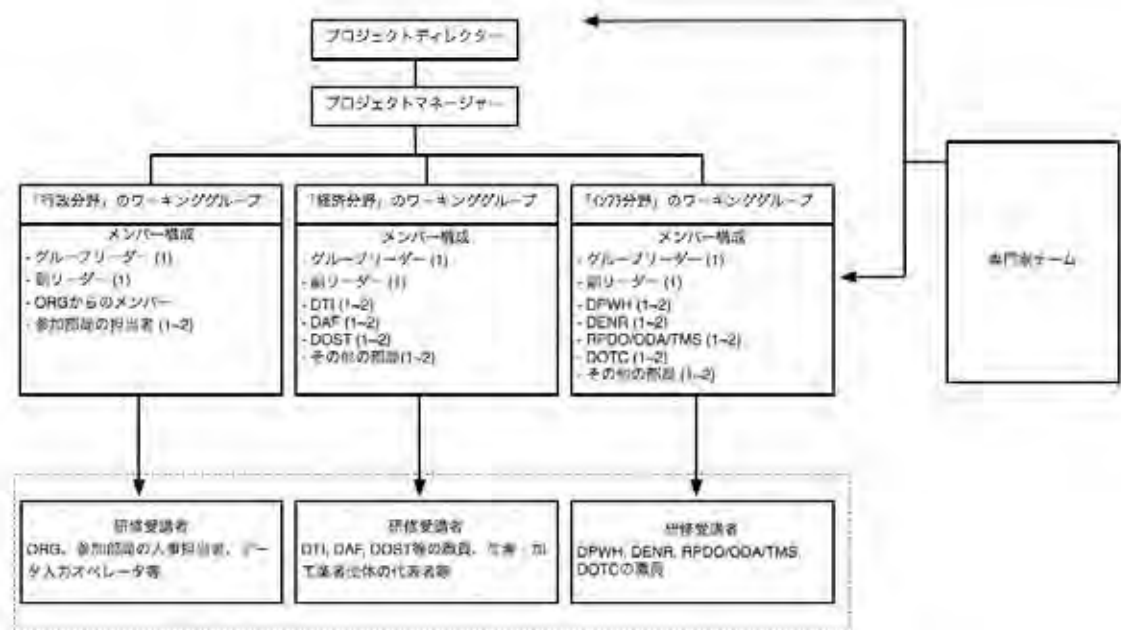 プロジェクトディレクター
プロジェクトマネージャー
「行政分野」のワーキンググループ
メンバー構成
- グループリーダー (1)
- 副リーダー (1)
- ORGからのメンバー
- 参加部局の担当者 (1~2)
「経済分野」のワーキンググループ
メンバー構成
- グループリーダー (1)
- 副リーダー (1)
- DTI (1~2)
- DAF (1~2)
- DOST (1~2)
- その他の部局(1~2)
「インフラ分野」のワーキンググループ
メンバー構成
- グループリーダー (1)
- 副リーダー (1)
- DPWH (1~2)
- DENR (1~2)
- RPDO/ODA/TMS (1~2)
- DOTC (1~2)
- その他の部局 (1~2)
専門家チーム
研修受講者
ORG、参加部局の人事担当者、デー
タ入力オペレータ等
研修受講者
DTI, DAF, DOST等の職員、生産・加
工業者団体の代表者等
研修受講者
DPWH, DENR, RPDO/ODA/TMS,
DOTCの職員